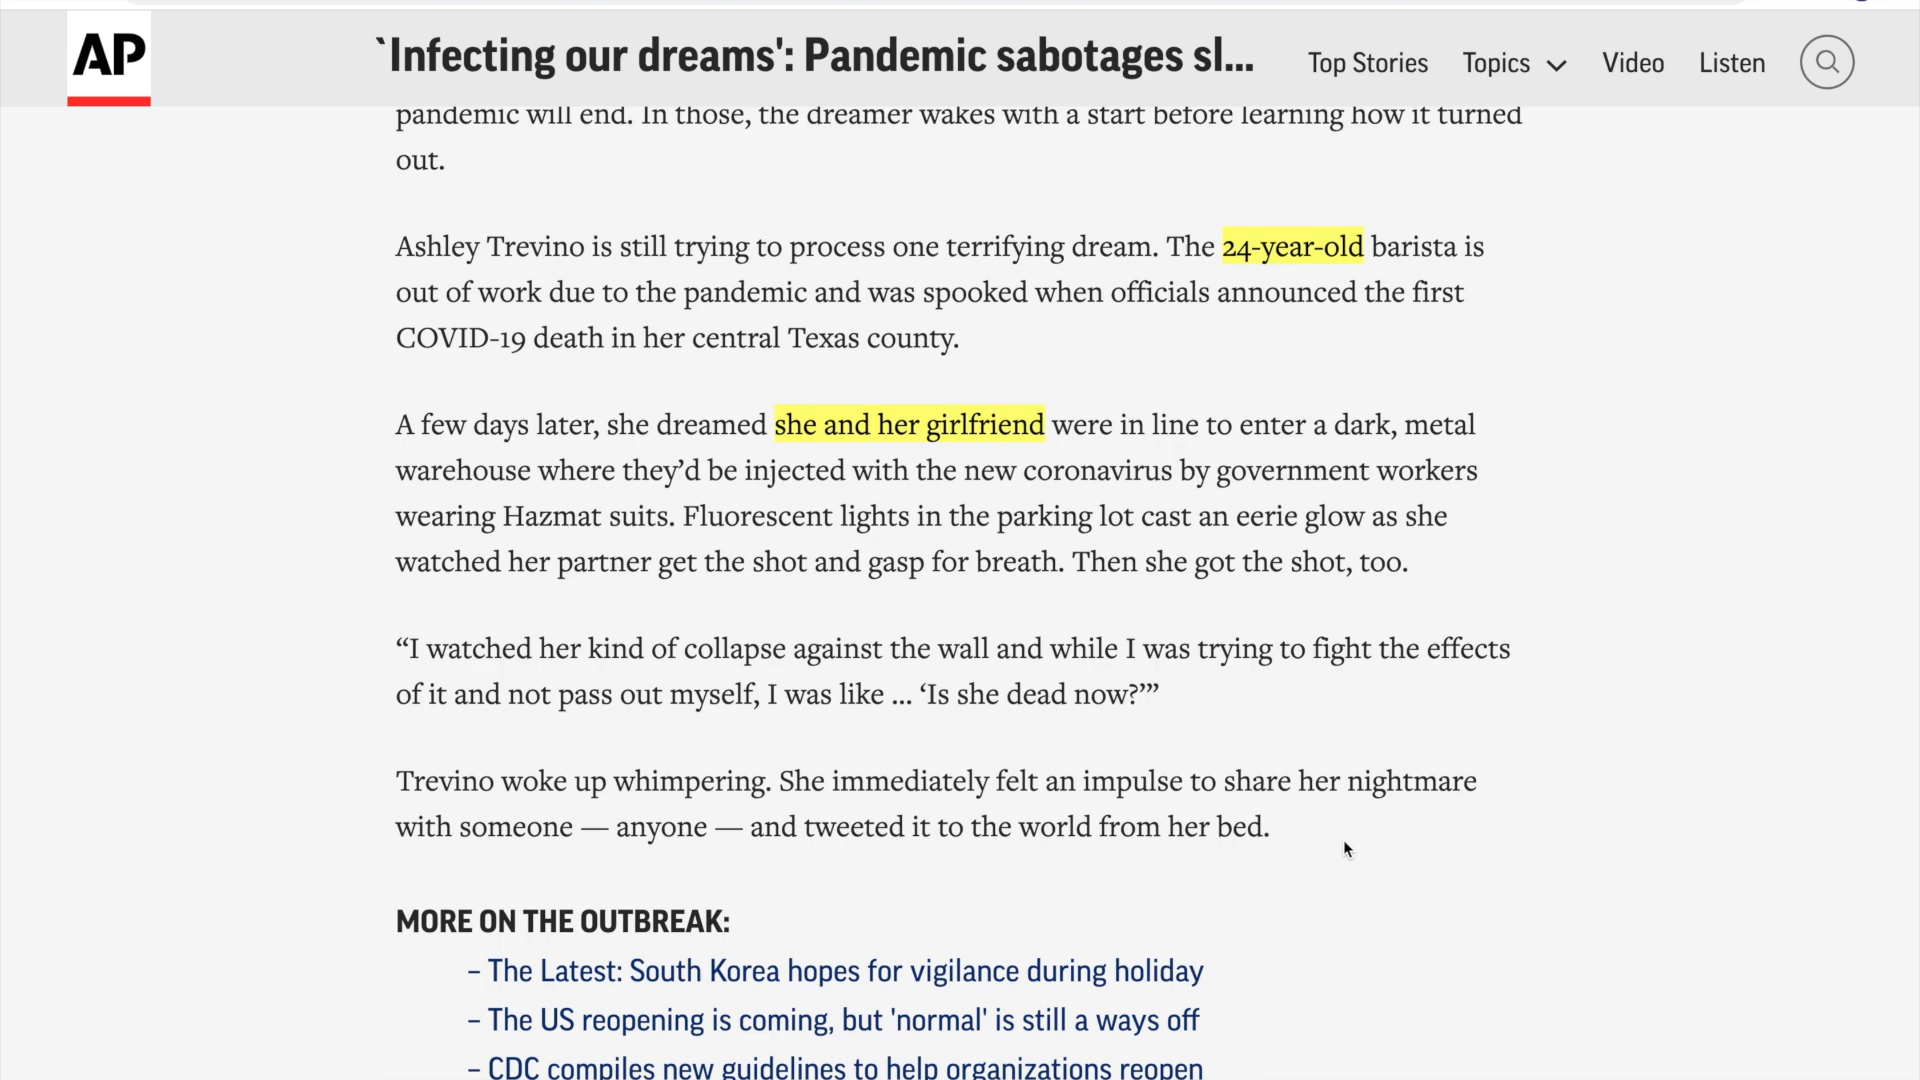 AP
`Infecting our dreams': Pandemic sabotages sl...
Top Stories
Topics
Video
Listen
pandemic will end. In those, the dreamer wakes with a start before learning how it turned
out.
Ashley Trevino is still trying to process one terrifying dream. The 24-year-old barista is
out of work due to the pandemic and was spooked when officials announced the first
COVID-19 death in her central Texas county.
A few days later, she dreamed she and her girlfriend were in line to enter a dark, metal
warehouse where they’d be injected with the new coronavirus by government workers
wearing Hazmat suits. Fluorescent lights in the parking lot cast an eerie glow as she
watched her partner get the shot and gasp for breath. Then she got the shot, too.
“I watched her kind of collapse against the wall and while I was trying to fight the effects
of it and not pass out myself, I was like ... ‘Is she dead now?’”
Trevino woke up whimpering. She immediately felt an impulse to share her nightmare
with someone — anyone — and tweeted it to the world from her bed.
MORE ON THE OUTBREAK:
– The Latest: South Korea hopes for vigilance during holiday
– The US reopening is coming, but 'normal' is still a ways off
– CDC compiles new guidelines to help organizations reopen